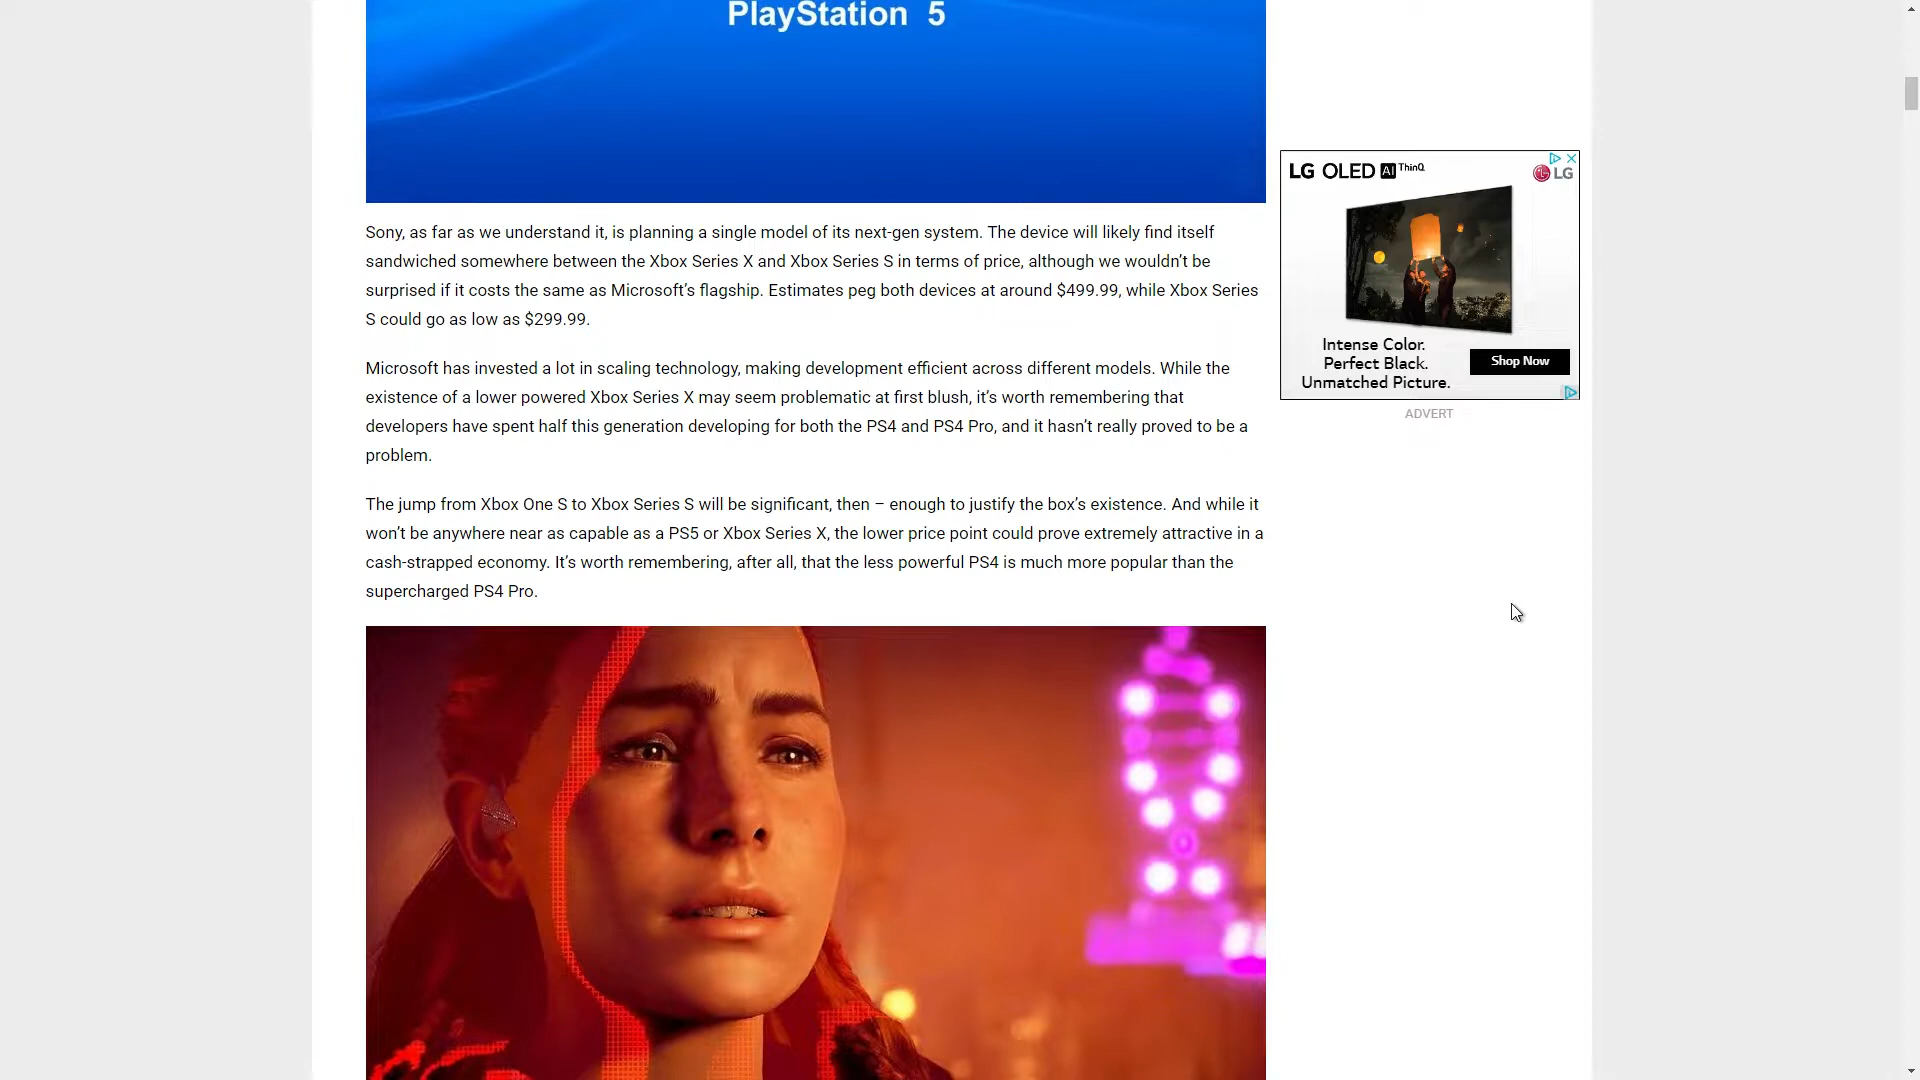 PlayStation 5
LG OLED AI ThinQ
LG
Intense Color.
Perfect Black.
Unmatched Picture.
Shop Now
ADVERT
Sony, as far as we understand it, is planning a single model of its next-gen system. The device will likely find itself
sandwiched somewhere between the Xbox Series X and Xbox Series S in terms of price, although we wouldn’t be
surprised if it costs the same as Microsoft’s flagship. Estimates peg both devices at around $499.99, while Xbox Series
S could go as low as $299.99.
Microsoft has invested a lot in scaling technology, making development efficient across different models. While the
existence of a lower powered Xbox Series X may seem problematic at first blush, it’s worth remembering that
developers have spent half this generation developing for both the PS4 and PS4 Pro, and it hasn’t really proved to be a
problem.
The jump from Xbox One S to Xbox Series S will be significant, then – enough to justify the box’s existence. And while it
won’t be anywhere near as capable as a PS5 or Xbox Series X, the lower price point could prove extremely attractive in a
cash-strapped economy. It’s worth remembering, after all, that the less powerful PS4 is much more popular than the
supercharged PS4 Pro.